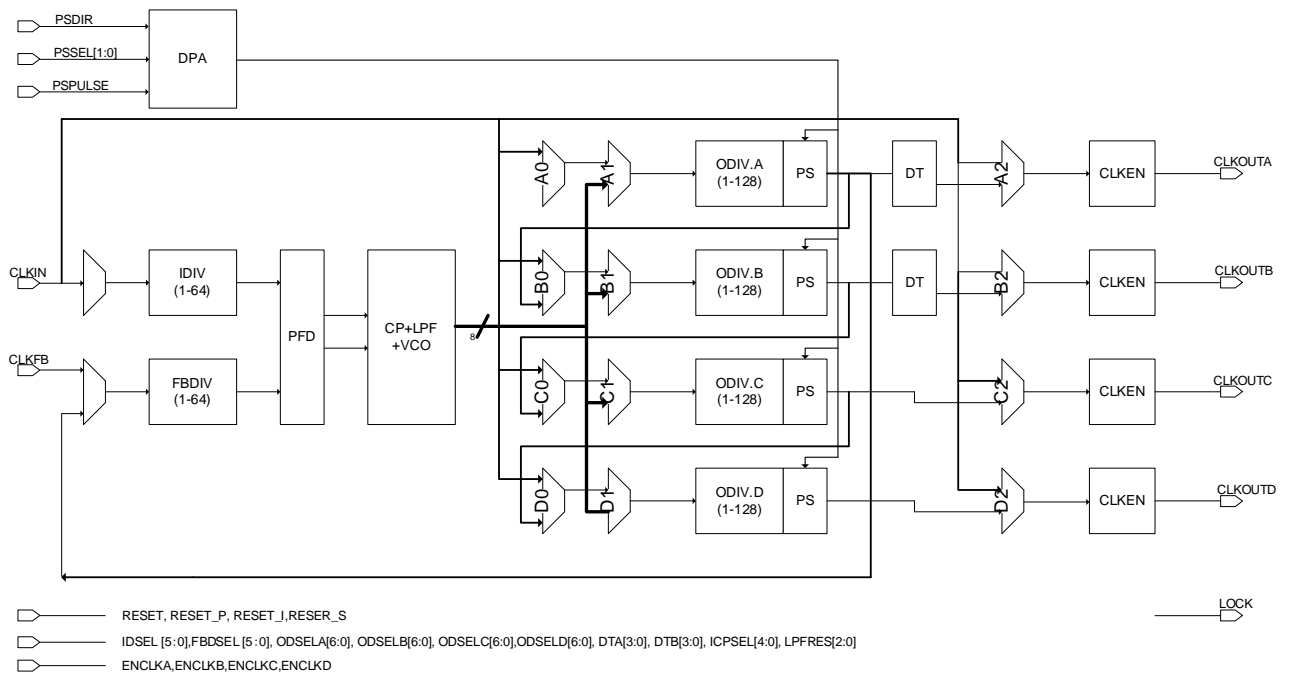 PSDIR
PSSEL[1:0]
PSPULSE
DPA
A0
A1
ODIV.A
(1-128)
PS
DT
A2
CLKEN
CLKOUTA
CLKIN
IDIV
(1-64)
B0
B1
ODIV.B
(1-128)
PS
DT
B2
CLKEN
CLKOUTB
PFD
CP+LPF
+VCO
8
CLKFB
FBDIV
(1-64)
C0
C1
ODIV.C
(1-128)
PS
C2
CLKEN
CLKOUTC
D0
D1
ODIV.D
(1-128)
PS
D2
CLKEN
CLKOUTD
RESET, RESET_P, RESET_I,RESER_S
LOCK
IDSEL [5:0],FBDSEL [5:0], ODSELA[6:0], ODSELB[6:0], ODSELC[6:0],ODSELD[6:0], DTA[3:0], DTB[3:0], ICPSEL[4:0], LPFRES[2:0]
ENCLKA,ENCLKB,ENCLKC,ENCLKD